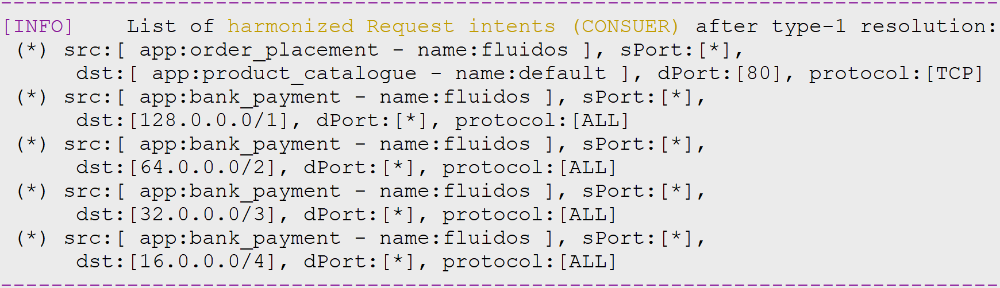 [INFO]    List of harmonized Request intents (CONSUER) after type-1 resolution:
 (*) src:[ app:order_placement - name:fluidos ], sPort:[*],
      dst:[ app:product_catalogue - name:default ], dPort:[80], protocol:[TCP]
 (*) src:[ app:bank_payment - name:fluidos ], sPort:[*],
      dst:[128.0.0.0/1], dPort:[*], protocol:[ALL]
 (*) src:[ app:bank_payment - name:fluidos ], sPort:[*],
      dst:[64.0.0.0/2], dPort:[*], protocol:[ALL]
 (*) src:[ app:bank_payment - name:fluidos ], sPort:[*],
      dst:[32.0.0.0/3], dPort:[*], protocol:[ALL]
 (*) src:[ app:bank_payment - name:fluidos ], sPort:[*],
      dst:[16.0.0.0/4], dPort:[*], protocol:[ALL]